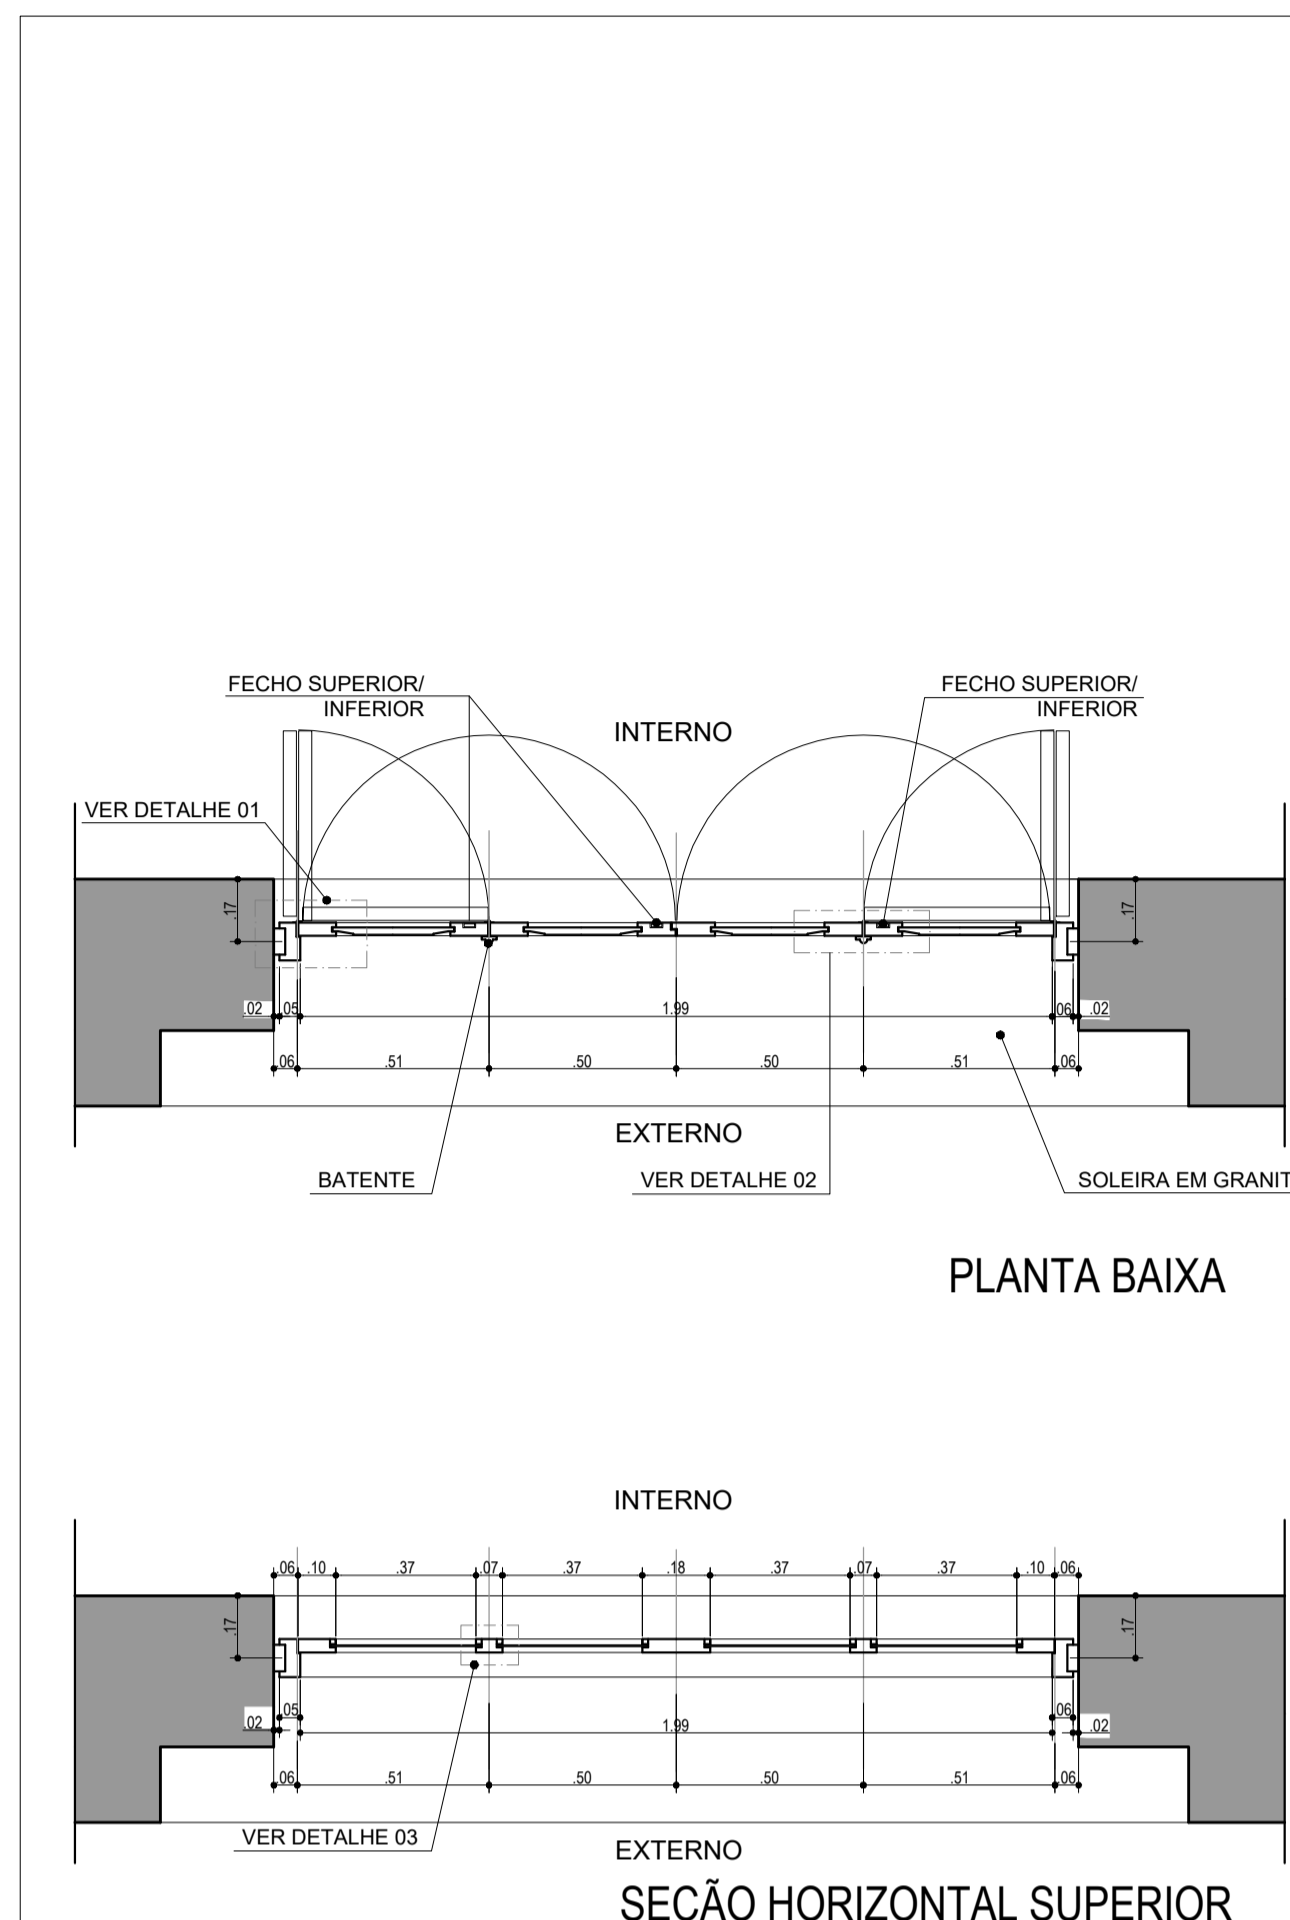 FECHO SUPERIOR/
INFERIOR
FECHO SUPERIOR/
INFERIOR
INTERNO
VER DETALHE 01
.17
.17
.02
.05
1.99
.06
.02
.06
.51
.50
.50
.51
.06
EXTERNO
BATENTE
VER DETALHE 02
SOLEIRA EM GRANIT
PLANTA BAIXA
INTERNO
.06
.10
.37
.07
.37
.18
.37
.07
.37
.10
.06
.17
.17
.02
.05
1.99
.06
.02
.06
.51
.50
.50
.51
.06
VER DETALHE 03
EXTERNO
SEÇÃO HORIZONTAL SUPERIOR